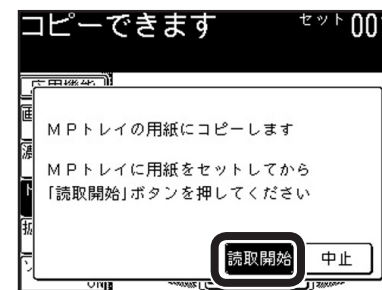 コピーできます
セット 00
MPトレイの用紙にコピーします
MPトレイに用紙をセットしてから
「読取開始」ボタンを押してください
読取開始
中止